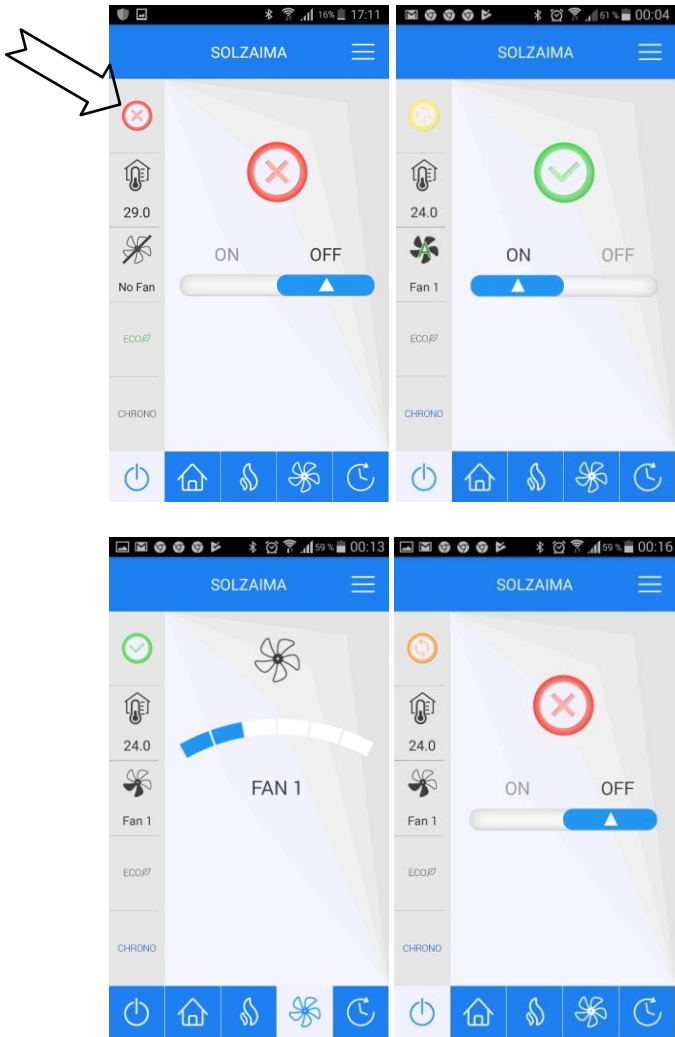 16% 17:11
SOLZAIMA
29.0
ON OFF
No Fan
ECO
CHRONO
61% 00:04
SOLZAIMA
24.0
A
ON OFF
Fan 1
ECO
CHRONO
59% 00:13
SOLZAIMA
24.0
FAN 1
Fan 1
ECO
CHRONO
59% 00:16
SOLZAIMA
24.0
ON OFF
Fan 1
ECO
CHRONO